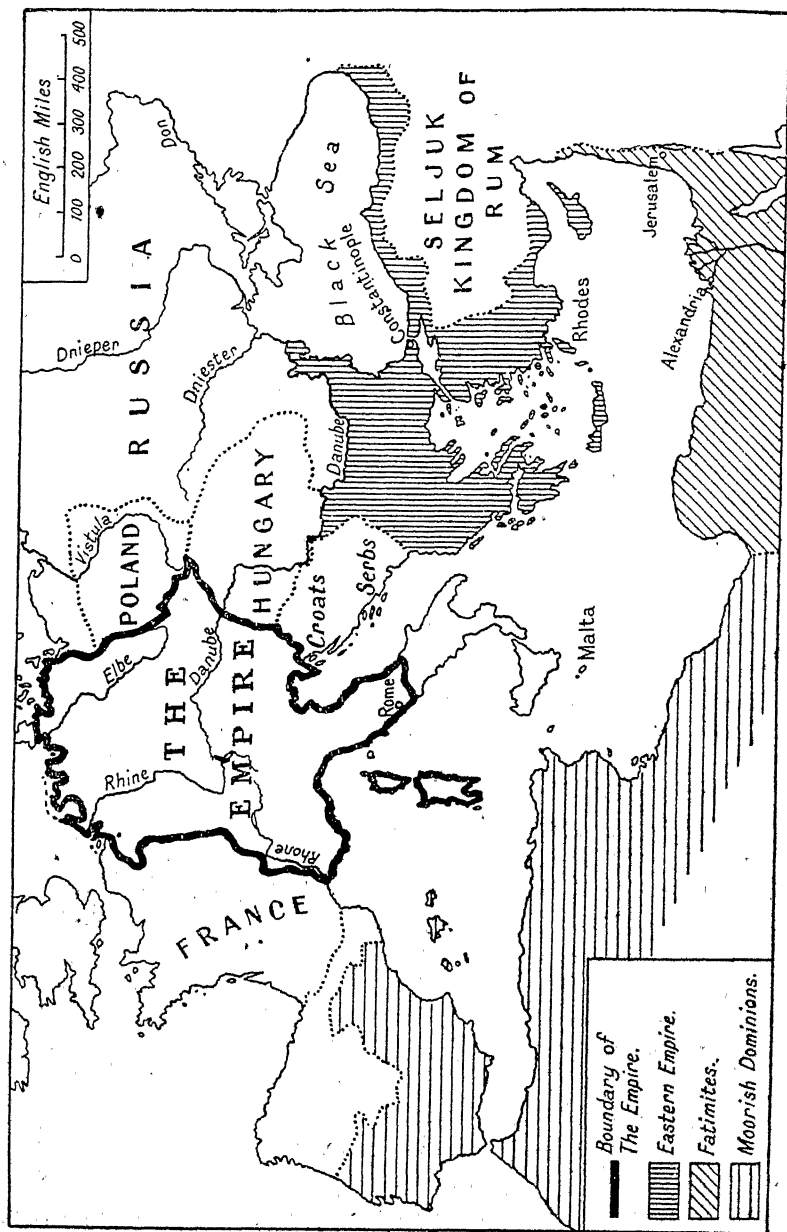 English Miles
0 100 200 300 400 500
RUSSIA
Don
Dnieper
Dniester
Vistula
POLAND
Elbe
Rhine
THE
EMPIRE
Danube
HUNGARY
Danube
Croats
Serbs
FRANCE
Rhone
Rome
Black Sea
Constantinople
SELJUK
KINGDOM OF
RUM
Rhodes
Malta
Jerusalem
Alexandria
Boundary of
The Empire.
Eastern Empire.
Fatimites.
Moorish Dominions.